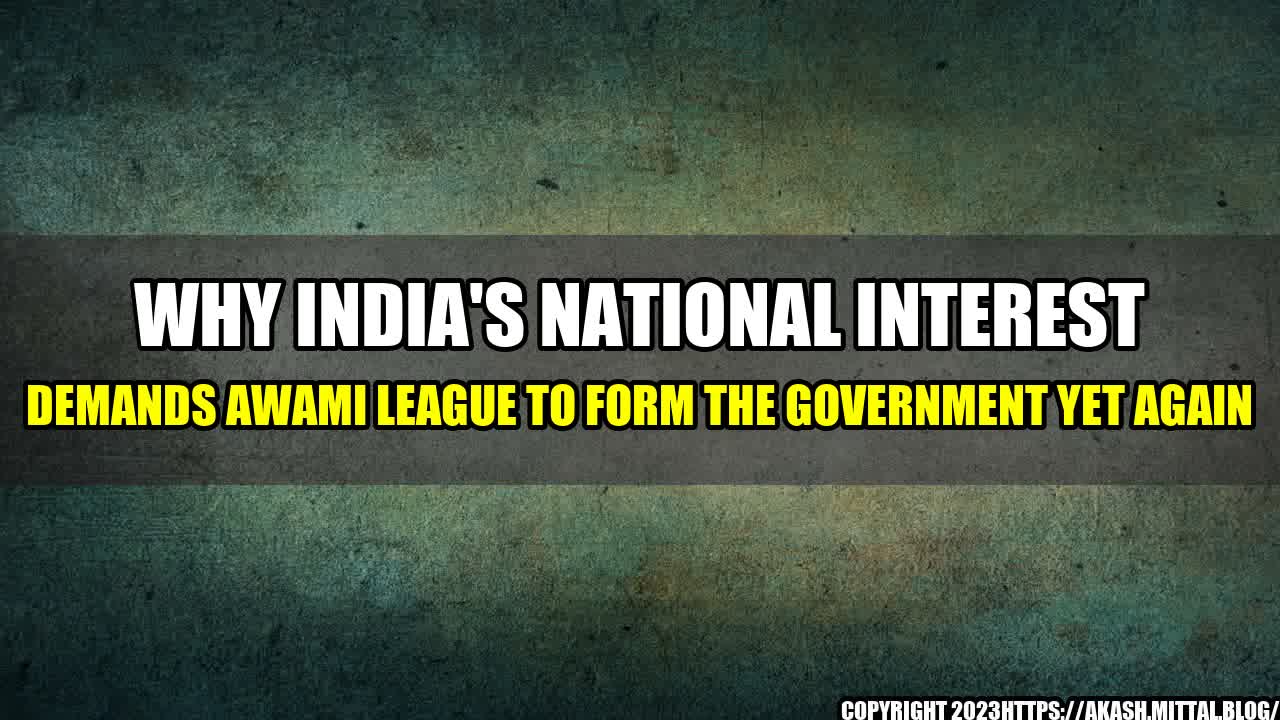 WHY INDIA'S NATIONAL INTEREST
DEMANDS AWAMI LEAGUE TO FORM THE GOVERNMENT YET AGAIN
COPYRIGHT 2023HTTPS://AKASH.MITTAL.BLOG/